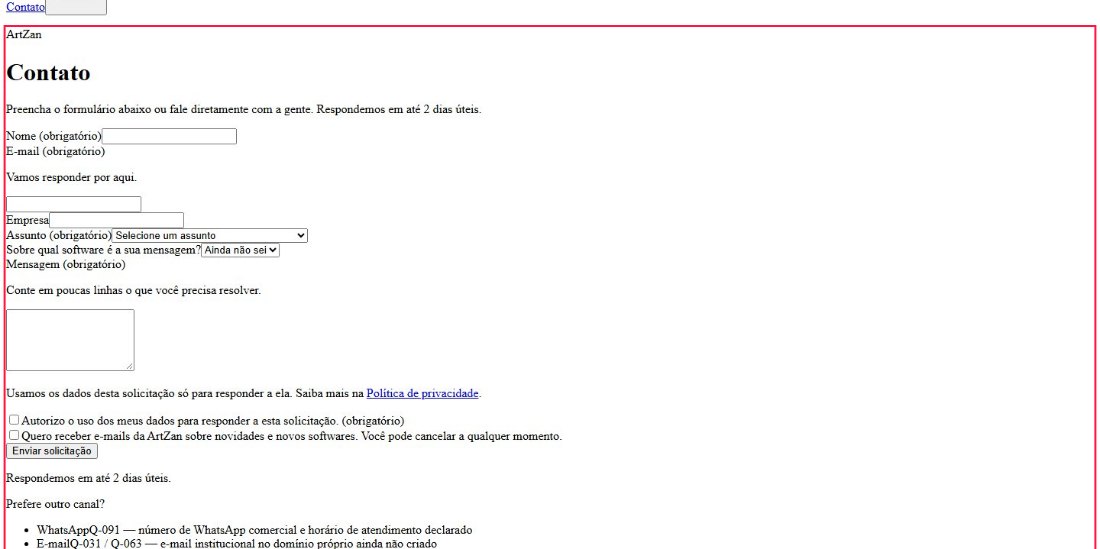 Contato
ArtZan
Contato
Preencha o formulário abaixo ou fale diretamente com a gente. Respondemos em até 2 dias úteis.
Nome (obrigatório)
E-mail (obrigatório)
Vamos responder por aqui.
Empresa
Assunto (obrigatório) Selecione um assunto
Sobre qual software é a sua mensagem? Ainda não sei
Mensagem (obrigatório)
Conte em poucas linhas o que você precisa resolver.
Usamos os dados desta solicitação só para responder a ela. Saiba mais na Política de privacidade.
Autorizo o uso dos meus dados para responder a esta solicitação. (obrigatório)
Quero receber e-mails da ArtZan sobre novidades e novos softwares. Você pode cancelar a qualquer momento.
Enviar solicitação
Respondemos em até 2 dias úteis.
Prefere outro canal?
• WhatsAppQ-091 — número de WhatsApp comercial e horário de atendimento declarado
• E-mailQ-031 / Q-063 — e-mail institucional no domínio próprio ainda não criado